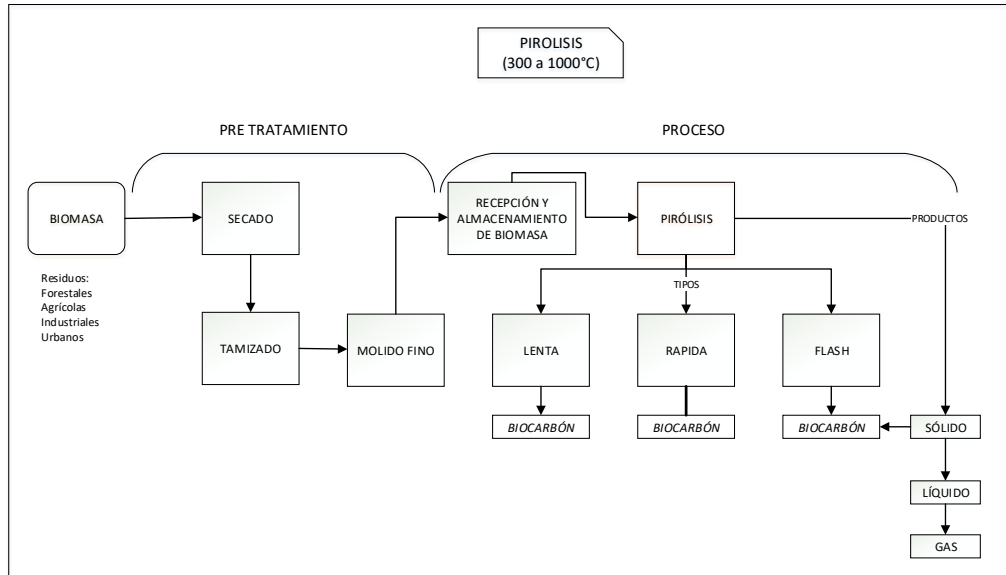 PIROLISIS
(300 a 1000°C)
PRE TRATAMIENTO
PROCESO
BIOMASA
SECADO
RECEPCIÓN Y
ALMACENAMIENTO
DE BIOMASA
PIRÓLISIS
PRODUCTOS
Residuos:
Forestales
Agrícolas
Industriales
Urbanos
TIPOS
TAMIZADO
MOLIDO FINO
LENTA
RAPIDA
FLASH
BIOCARBÓN
BIOCARBÓN
BIOCARBÓN
SÓLIDO
LÍQUIDO
GAS